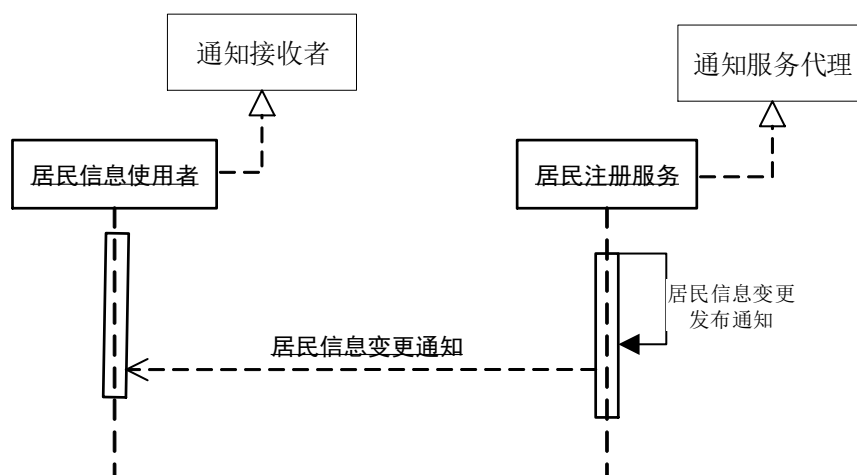 通知接收者
通知服务代理
居民信息使用者
居民注册服务
居民信息变更
发布通知
居民信息变更通知